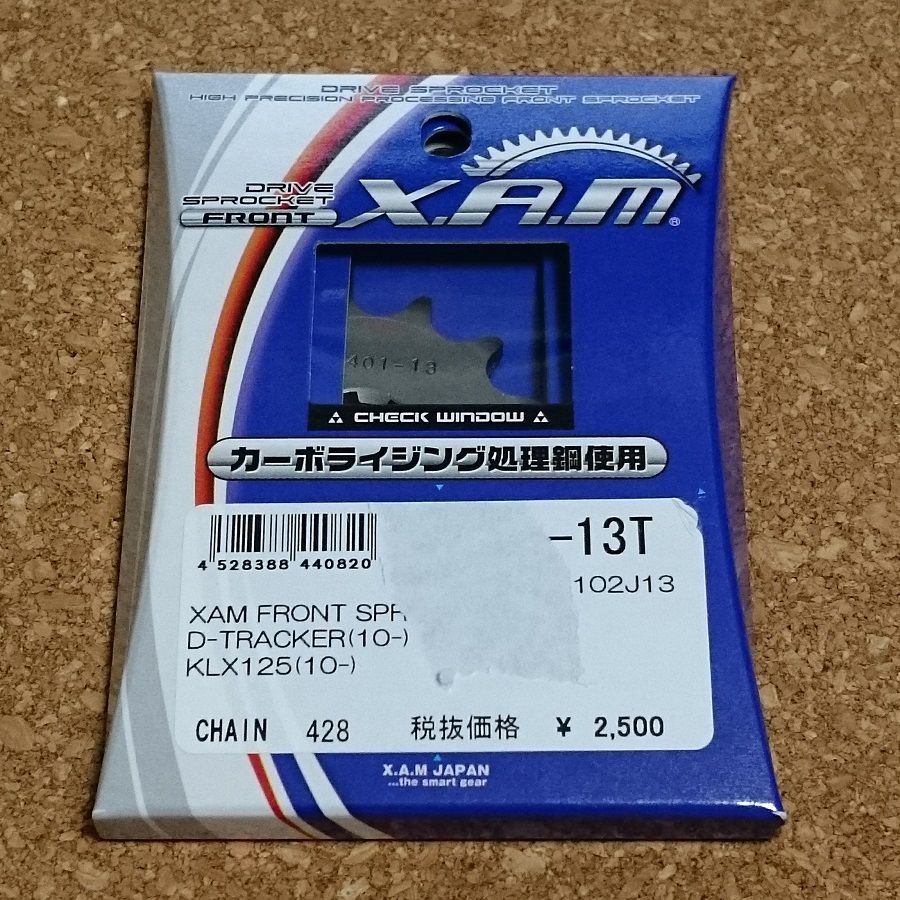 DRIVE SPROCKET
HIGH PRECISION PROCESSING FRONT SPROCKET
DRIVE
SPROCKET
FRONT
X.A.M®
401-13
CHECK WINDOW
カーボライジング処理鋼使用
-13T
4 528388 440820
102J13
XAM FRONT
D-TRACKER(10-)
KLX125(10-)
CHAIN 428 税抜価格 ¥ 2,500
X.A.M JAPAN
...the smart gear